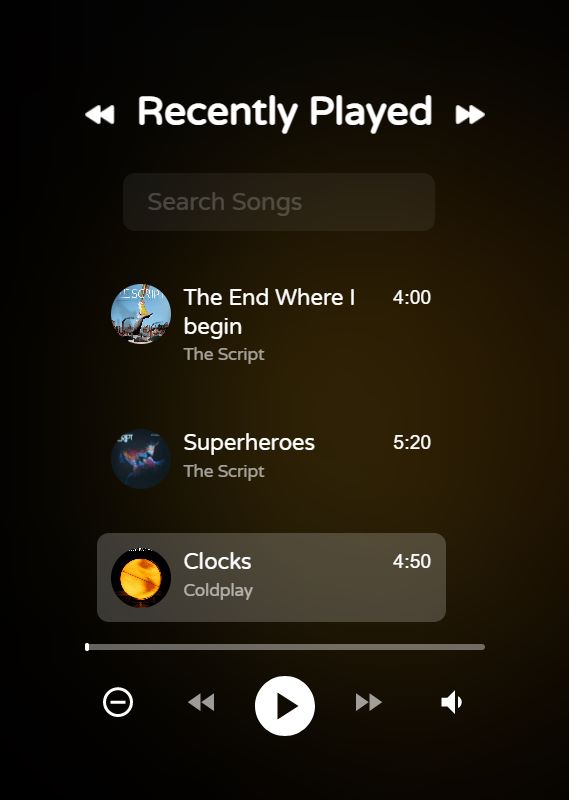 Recently Played
Search Songs
The End Where I 4:00
begin
The Script
Superheroes 5:20
The Script
Clocks 4:50
Coldplay